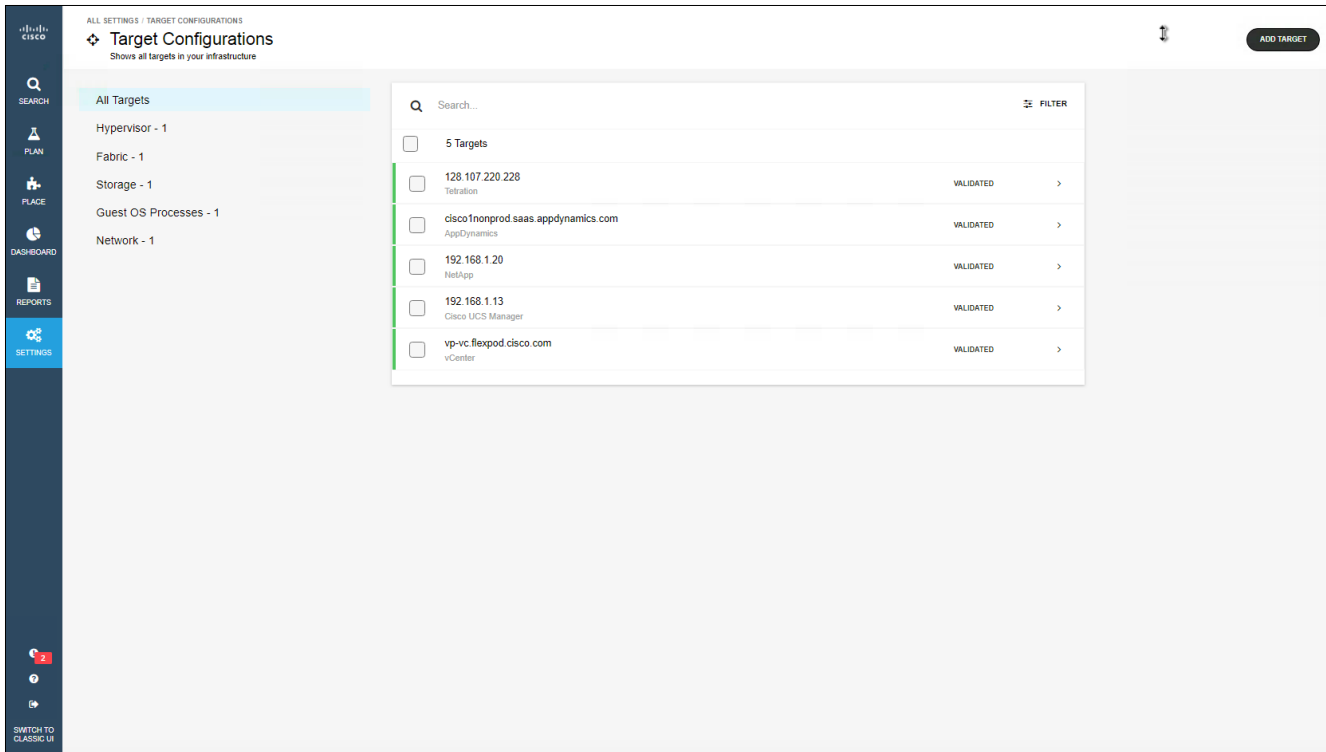 CISCO
SEARCH
PLAN
PLACE
DASHBOARD
REPORTS
SETTINGS
2
SWITCH TO
CLASSIC UI
ALL SETTINGS / TARGET CONFIGURATIONS
Target Configurations
Shows all targets in your infrastructure
ADD TARGET
All Targets
Hypervisor - 1
Fabric - 1
Storage - 1
Guest OS Processes - 1
Network - 1
Search...
FILTER
5 Targets
128.107.220.228
Tetration
VALIDATED
cisco1nonprod.saas.appdynamics.com
AppDynamics
VALIDATED
192.168.1.20
NetApp
VALIDATED
192.168.1.13
Cisco UCS Manager
VALIDATED
vp-vc.flexpod.cisco.com
vCenter
VALIDATED